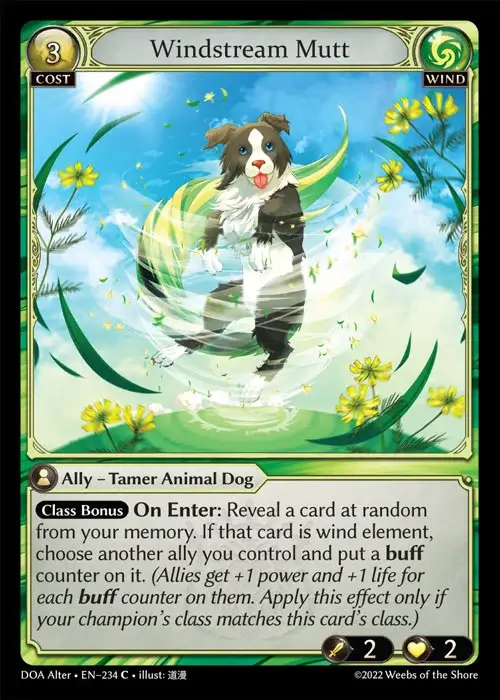 3
Windstream Mutt
COST
WIND
Ally – Tamer Animal Dog
Class Bonus On Enter: Reveal a card at random
from your memory. If that card is wind element,
choose another ally you control and put a buff
counter on it. (Allies get +1 power and +1 life for
each buff counter on them. Apply this effect only if
your champion's class matches this card's class.)
2
2
DOA Alter • EN-234 C • illust: 道漫
©2022 Weebs of the Shore